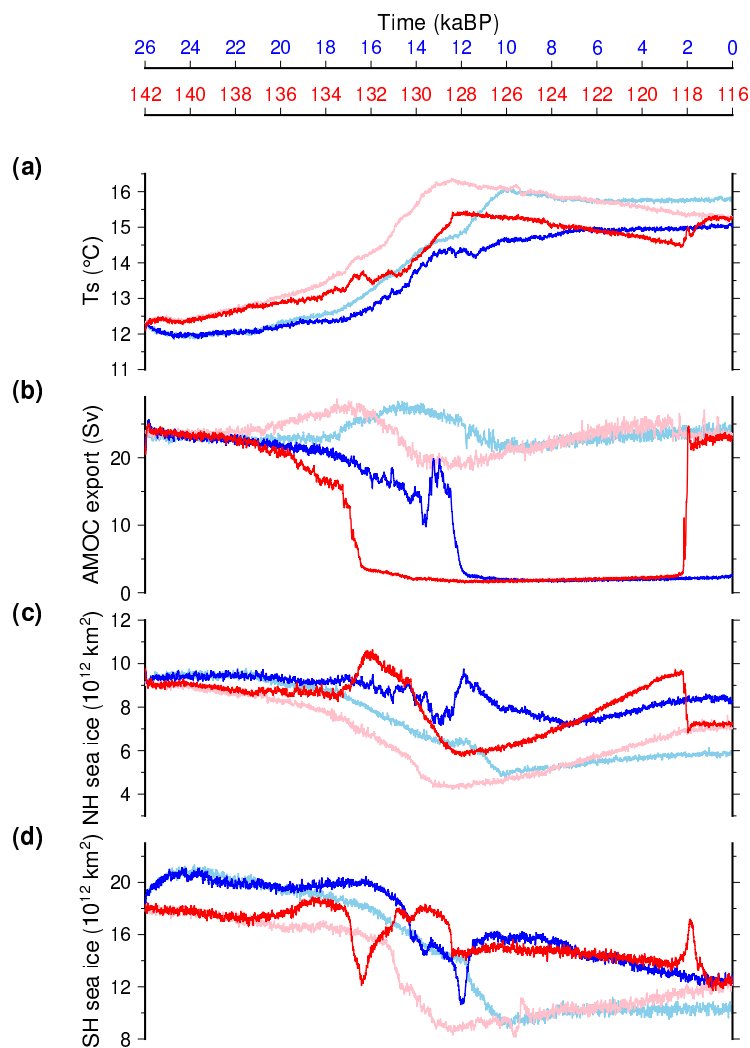 Time (kaBP)
26 24 22 20 18 16 14 12 10 8 6 4 2 0
142 140 138 136 134 132 130 128 126 124 122 120 118 116
(a)
Ts (°C)
16
15
14
13
12
11
(b)
AMOC export (Sv)
20
10
0
(c)
NH sea ice (10¹² km²)
12
10
8
6
4
(d)
SH sea ice (10¹² km²)
20
16
12
8